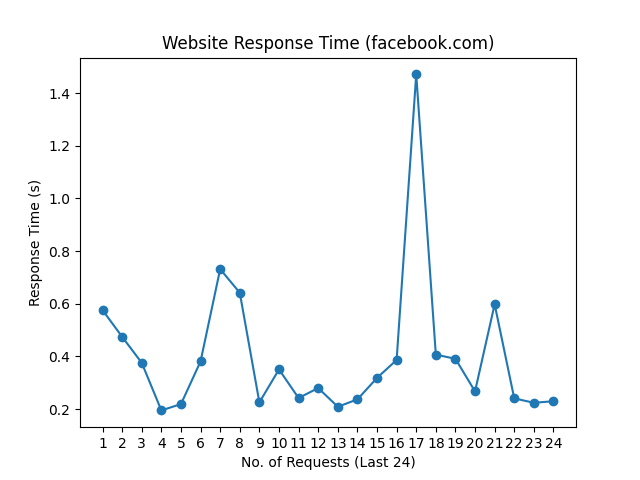 Website Response Time (facebook.com)
1.4
1.2
1.0
0.8
0.6
0.4
0.2
Response Time (s)
1 2 3 4 5 6 7 8 9 10 11 12 13 14 15 16 17 18 19 20 21 22 23 24
No. of Requests (Last 24)